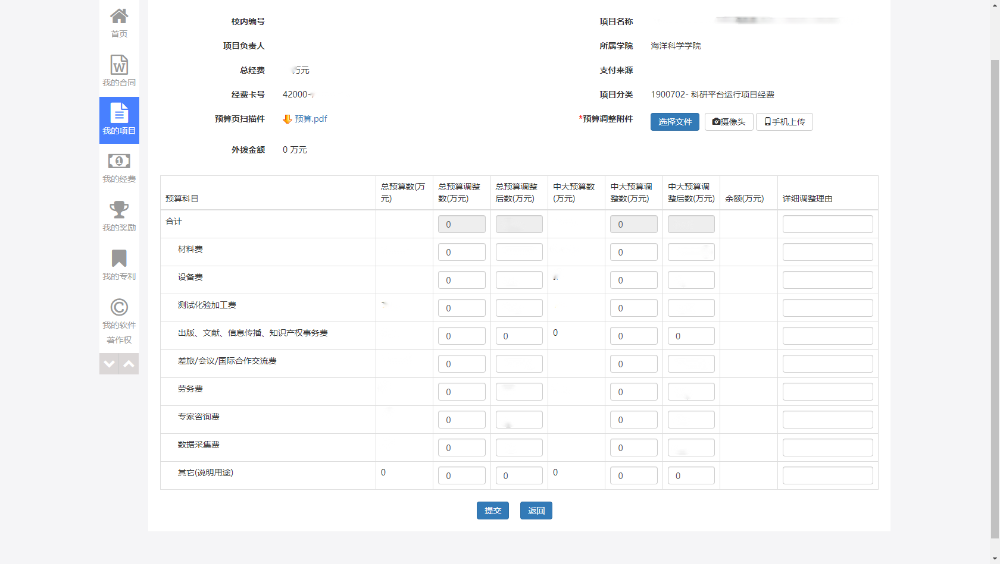 首页
我的合同
我的项目
我的经费
我的奖励
我的专利
我的软件
著作权
校内编号
项目名称
项目负责人
所属学院 海洋科学学院
总经费 万元
支付来源
经费卡号 42000-
项目分类 1900702- 科研平台运行项目经费
预算页扫描件 预算.pdf
*预算调整附件 选择文件 摄像头 手机上传
外拨金额 0 万元
预算科目 总预算数(万元) 总预算调整数(万元) 总预算调整后数(万元) 中大预算数(万元) 中大预算调整数(万元) 中大预算调整后数(万元) 余额(万元) 详细调整理由
合计 0 0
材料费 0 0
设备费 0 0
测试化验加工费 0 0
出版、文献、信息传播、知识产权事务费 0 0 0 0 0
差旅/会议/国际合作交流费 0 0
劳务费 0 0
专家咨询费 0 0
数据采集费 0 0
其它(说明用途) 0 0 0 0 0 0
提交 返回